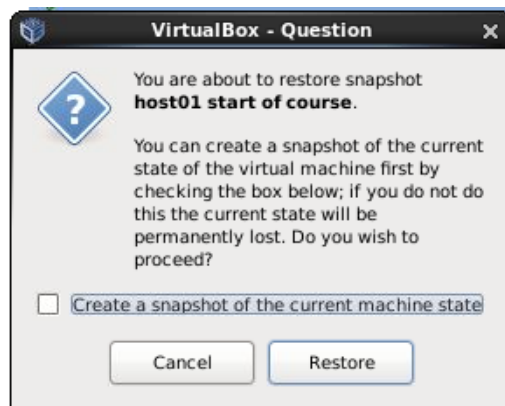 VirtualBox - Question
You are about to restore snapshot
host01 start of course.
You can create a snapshot of the current
state of the virtual machine first by
checking the box below; if you do not do
this the current state will be
permanently lost. Do you wish to
proceed?
Create a snapshot of the current machine state
Cancel
Restore